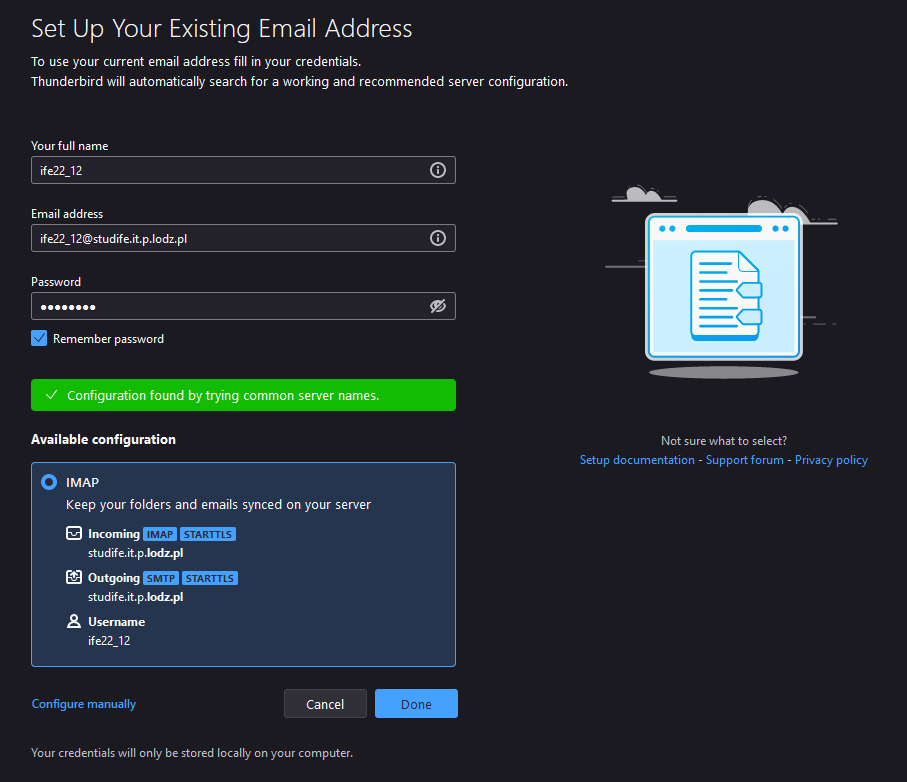 Set Up Your Existing Email Address
To use your current email address fill in your credentials.
Thunderbird will automatically search for a working and recommended server configuration.
Your full name
ife22_12
Email address
ife22_12@studife.it.p.lodz.pl
Password
●●●●●●●●
Remember password
Configuration found by trying common server names.
Available configuration
IMAP
Keep your folders and emails synced on your server
Incoming IMAP STARTTLS
studife.it.p.lodz.pl
Outgoing SMTP STARTTLS
studife.it.p.lodz.pl
Username
ife22_12
Not sure what to select?
Setup documentation - Support forum - Privacy policy
Configure manually
Cancel
Done
Your credentials will only be stored locally on your computer.